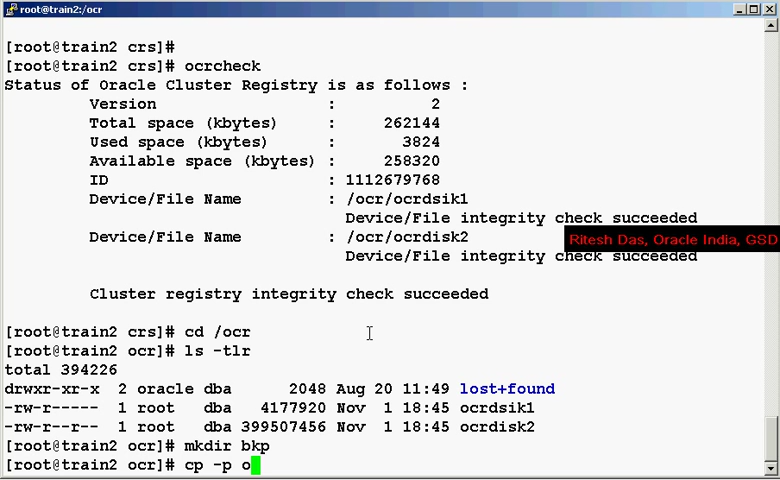 root@train2:/ocr
[root@train2 crs]#
[root@train2 crs]# ocrcheck
Status of Oracle Cluster Registry is as follows :
Version : 2
Total space (kbytes) : 262144
Used space (kbytes) : 3824
Available space (kbytes) : 258320
ID : 1112679768
Device/File Name : /ocr/ocrdsik1
Device/File integrity check succeeded
Device/File Name : /ocr/ocrdisk2
Ritesh Das, Oracle India, GSD
Device/File integrity check succeeded
Cluster registry integrity check succeeded
[root@train2 crs]# cd /ocr
[root@train2 ocr]# ls -tlr
total 394226
drwxr-xr-x 2 oracle dba 2048 Aug 20 11:49 lost+found
-rw-r----- 1 root dba 4177920 Nov 1 18:45 ocrdsik1
-rw-r--r-- 1 root dba 399507456 Nov 1 18:45 ocrdisk2
[root@train2 ocr]# mkdir bkp
[root@train2 ocr]# cp -p o